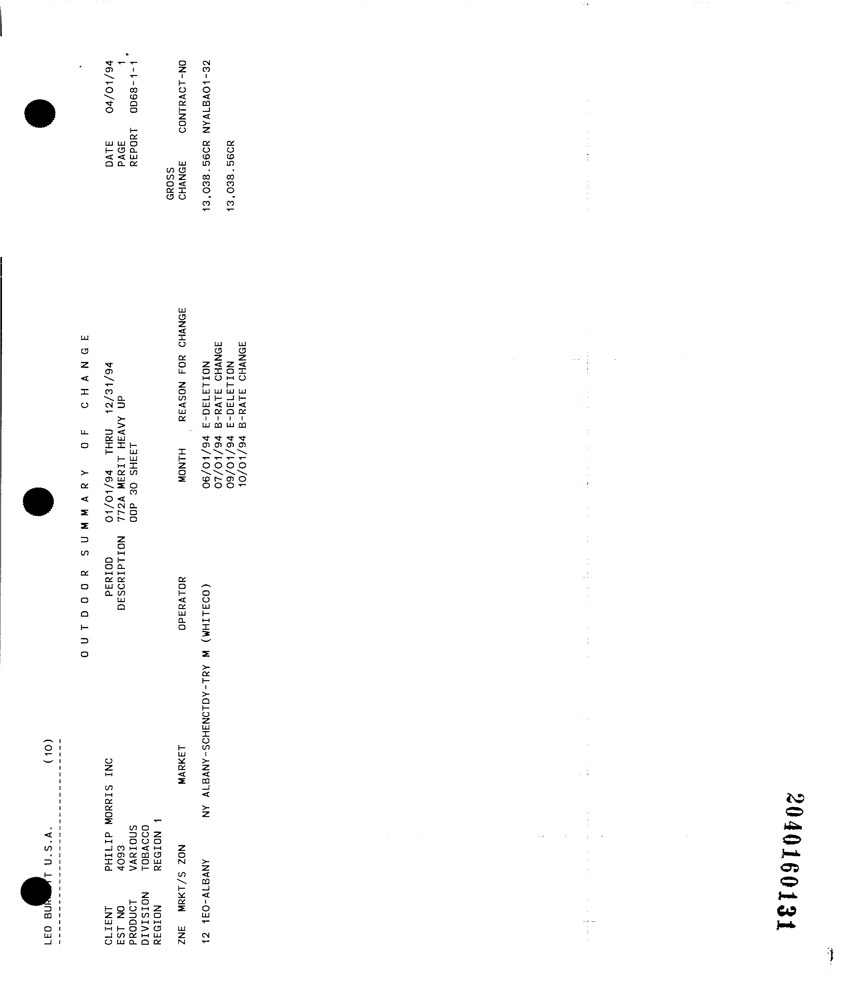 LEO BURNETT U.S.A. (10)
OUTDOOR SUMMARY OF CHANGE
CLIENT PHILIP MORRIS INC PERIOD 01/01/94 THRU 12/31/94 DATE 04/01/94
EST NO 4093 DESCRIPTION 772A MERIT HEAVY UP PAGE 1
PRODUCT VARIOUS OOP 30 SHEET REPORT OD68-1-1
DIVISION TOBACCO
REGION REGION 1
GROSS
ZNE MRKT/S ZON MARKET OPERATOR MONTH REASON FOR CHANGE CHANGE CONTRACT-NO
12 1EO-ALBANY NY ALBANY-SCHENCTDY-TRY M (WHITECO) 06/01/94 E-DELETION 13,038.56CR NYALBA01-32
07/01/94 B-RATE CHANGE
09/01/94 E-DELETION 13,038.56CR
10/01/94 B-RATE CHANGE
2040160131